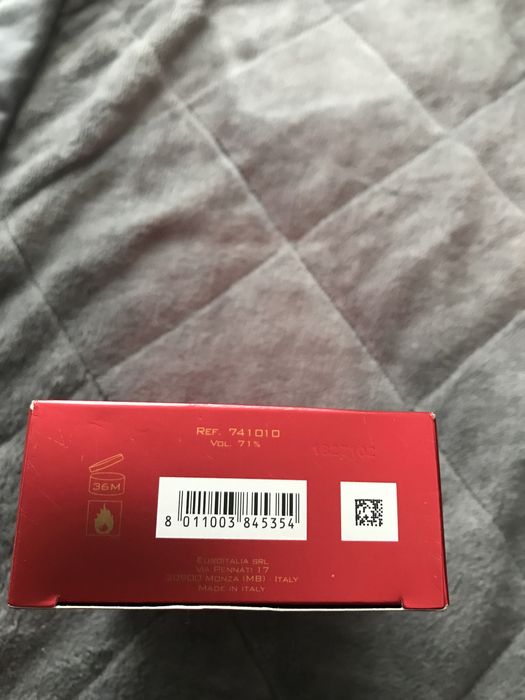 REF. 741010
VOL. 71%
36M
8 011003 845354
EUROITALIA SRL
VIA PENNATI 17
20900 MONZA (MB) ITALY
MADE IN ITALY